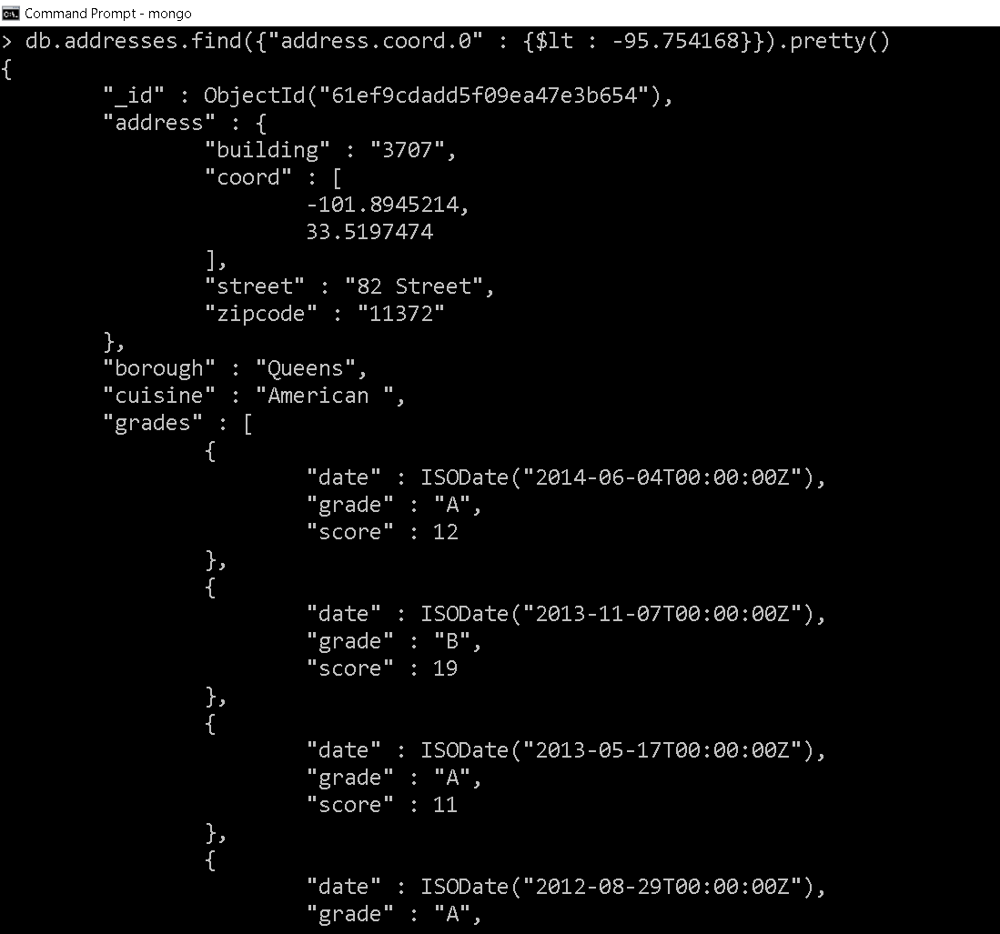 Command Prompt - mongo
> db.addresses.find({"address.coord.0" : {$lt : -95.754168}}).pretty()
{
        "_id" : ObjectId("61ef9cdadd5f09ea47e3b654"),
        "address" : {
                "building" : "3707",
                "coord" : [
                        -101.8945214,
                        33.5197474
                ],
                "street" : "82 Street",
                "zipcode" : "11372"
        },
        "borough" : "Queens",
        "cuisine" : "American ",
        "grades" : [
                {
                        "date" : ISODate("2014-06-04T00:00:00Z"),
                        "grade" : "A",
                        "score" : 12
                },
                {
                        "date" : ISODate("2013-11-07T00:00:00Z"),
                        "grade" : "B",
                        "score" : 19
                },
                {
                        "date" : ISODate("2013-05-17T00:00:00Z"),
                        "grade" : "A",
                        "score" : 11
                },
                {
                        "date" : ISODate("2012-08-29T00:00:00Z"),
                        "grade" : "A",